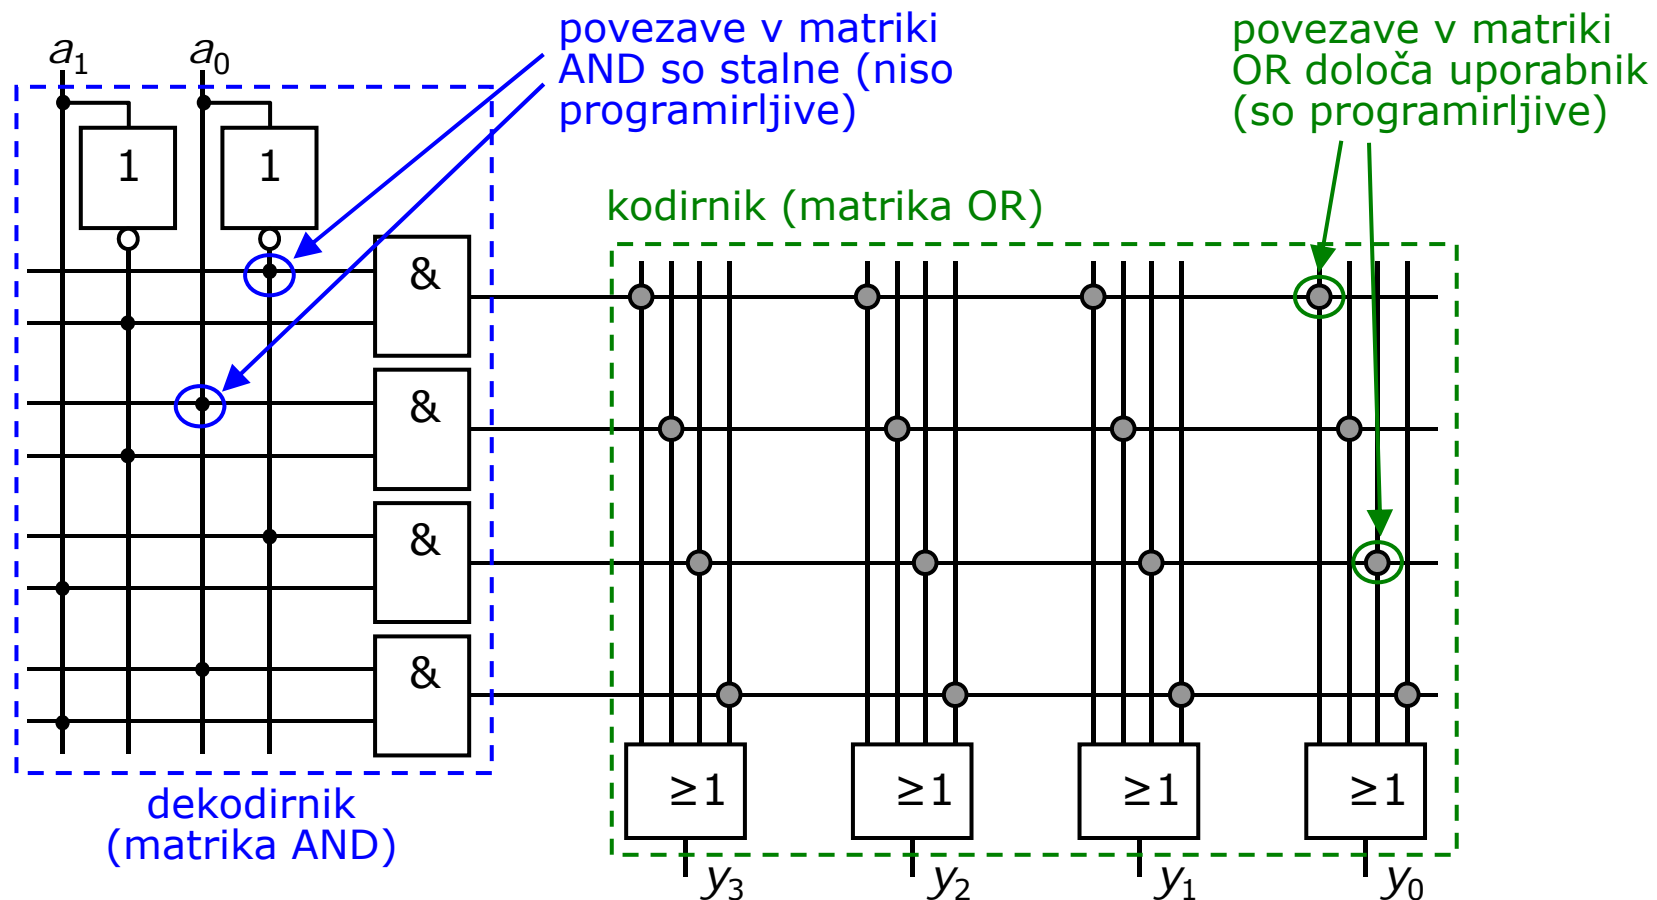 povezave v matriki
AND so stalne (niso
programirljive)
povezave v matriki
OR določa uporabnik
(so programirljive)
a₁ a₀
1 1
kodirnik (matrika OR)
&
&
&
&
≥1 ≥1 ≥1 ≥1
dekodirnik
(matrika AND)
y₃ y₂ y₁ y₀